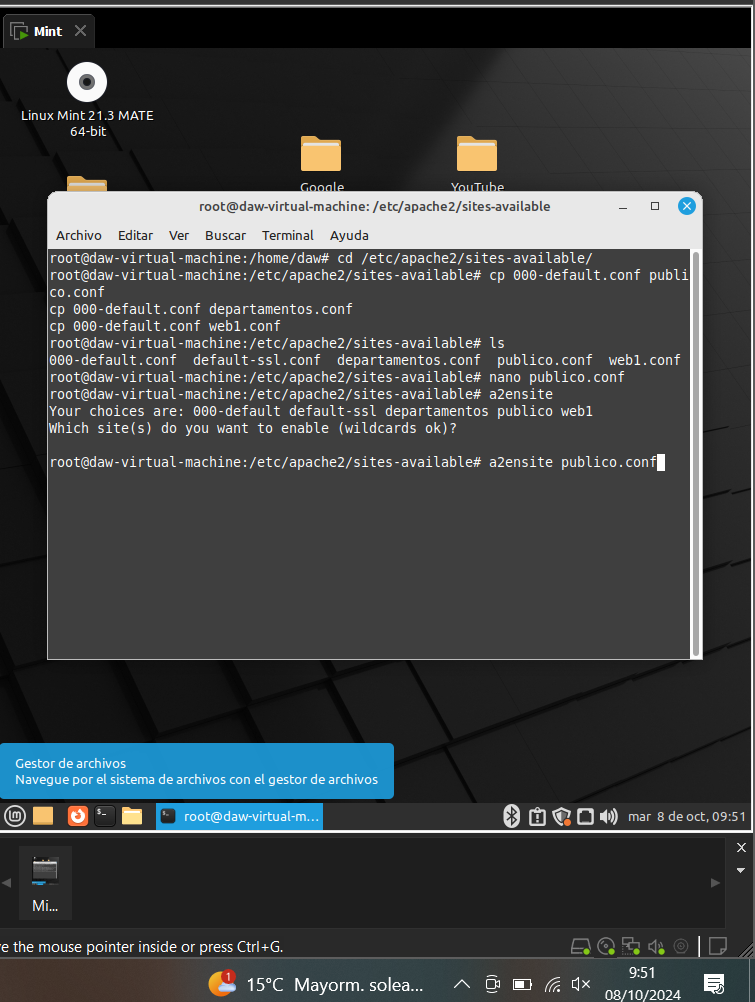 Mint
Linux Mint 21.3 MATE
64-bit
Google
YouTube
root@daw-virtual-machine: /etc/apache2/sites-available
Archivo Editar Ver Buscar Terminal Ayuda
root@daw-virtual-machine:/home/daw# cd /etc/apache2/sites-available/
root@daw-virtual-machine:/etc/apache2/sites-available# cp 000-default.conf publi
co.conf
cp 000-default.conf departamentos.conf
cp 000-default.conf web1.conf
root@daw-virtual-machine:/etc/apache2/sites-available# ls
000-default.conf  default-ssl.conf  departamentos.conf  publico.conf  web1.conf
root@daw-virtual-machine:/etc/apache2/sites-available# nano publico.conf
root@daw-virtual-machine:/etc/apache2/sites-available# a2ensite
Your choices are: 000-default default-ssl departamentos publico web1
Which site(s) do you want to enable (wildcards ok)?
root@daw-virtual-machine:/etc/apache2/sites-available# a2ensite publico.conf
Gestor de archivos
Navegue por el sistema de archivos con el gestor de archivos
root@daw-virtual-m... mar 8 de oct, 09:51
Mi...
ve the mouse pointer inside or press Ctrl+G.
1
15°C Mayorm. solea... 9:51
08/10/2024